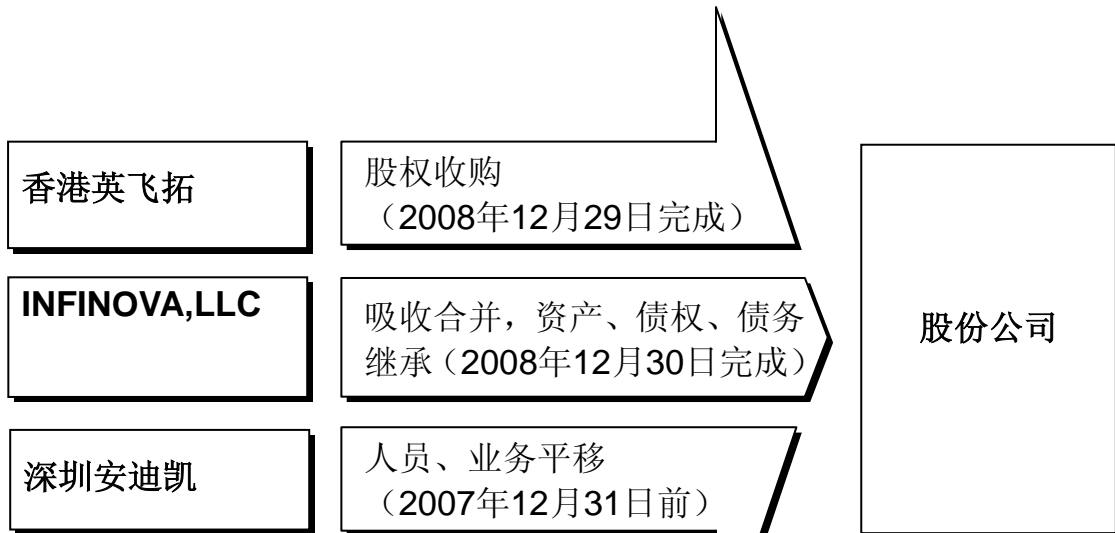 香港英飞拓
股权收购
（2008年12月29日完成）
INFINOVA,LLC
吸收合并，资产、债权、债务
继承（2008年12月30日完成）
深圳安迪凯
人员、业务平移
（2007年12月31日前）
股份公司